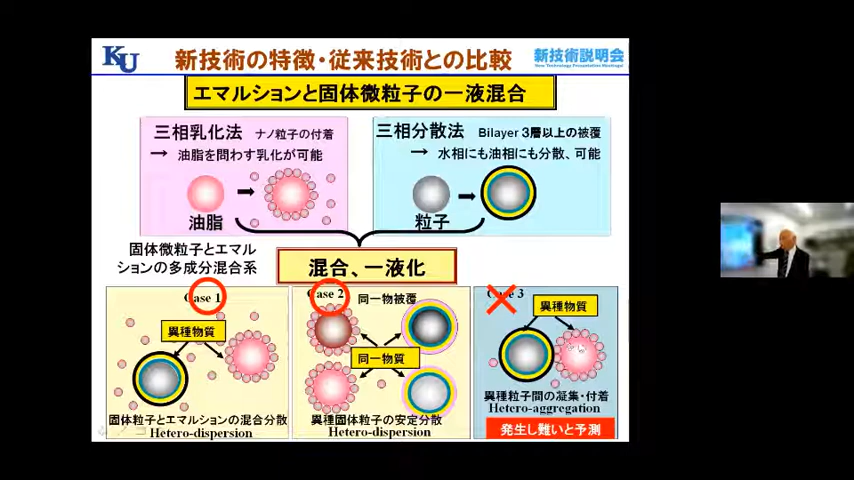 KU
新技術の特徴・従来技術との比較
新技術説明会
New Technology Presentation Meetings!
エマルションと固体微粒子の一液混合
三相乳化法 ナノ粒子の付着
→ 油脂を問わす乳化が可能
油脂
三相分散法 Bilayer 3層以上の被覆
→ 水相にも油相にも分散、可能
粒子
固体微粒子とエマル
ションの多成分混合系
混合、一液化
Case 1
異種物質
固体粒子とエマルションの混合分散
Hetero-dispersion
Case 2
同一物被覆
同一物質
異種固体粒子の安定分散
Hetero-dispersion
Case 3
異種物質
異種粒子間の凝集・付着
Hetero-aggregation
発生し難いと予測